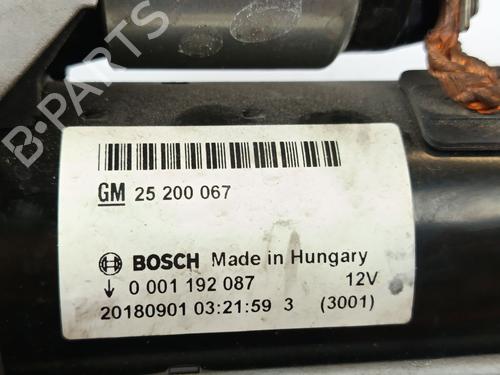 B-PARTS
GM 25 200 067
BOSCH Made in Hungary
↓ 0 001 192 087 12V
20180901 03:21:59 3 (3001)